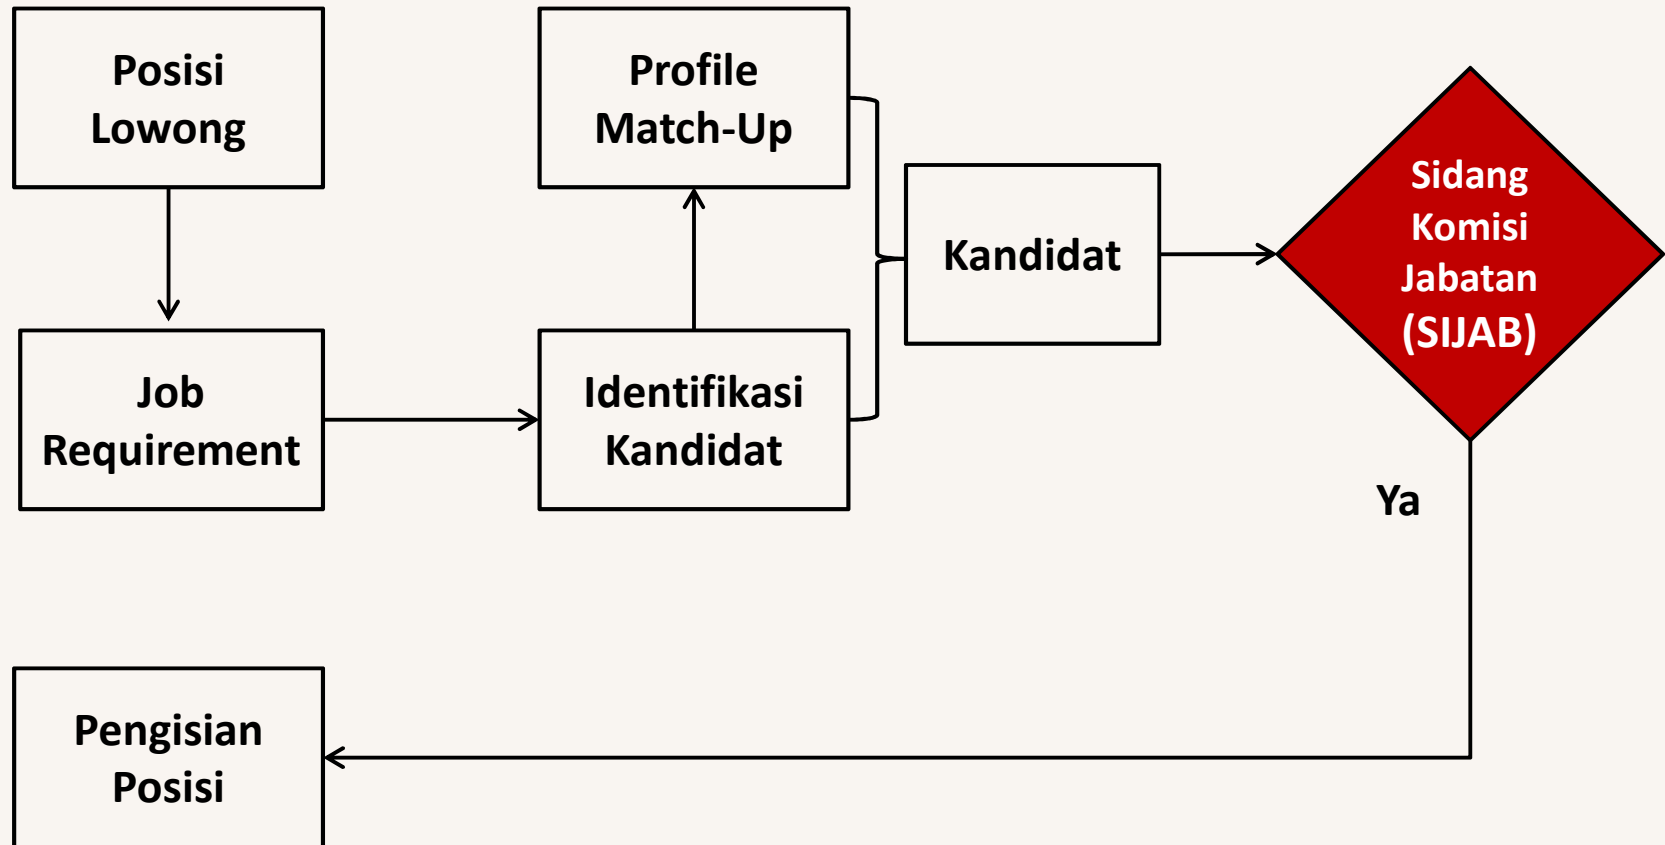 Posisi
Lowong
Profile
Match-Up
Sidang
Komisi
Jabatan
(SIJAB)
Kandidat
Job
Requirement
Identifikasi
Kandidat
Ya
Pengisian
Posisi